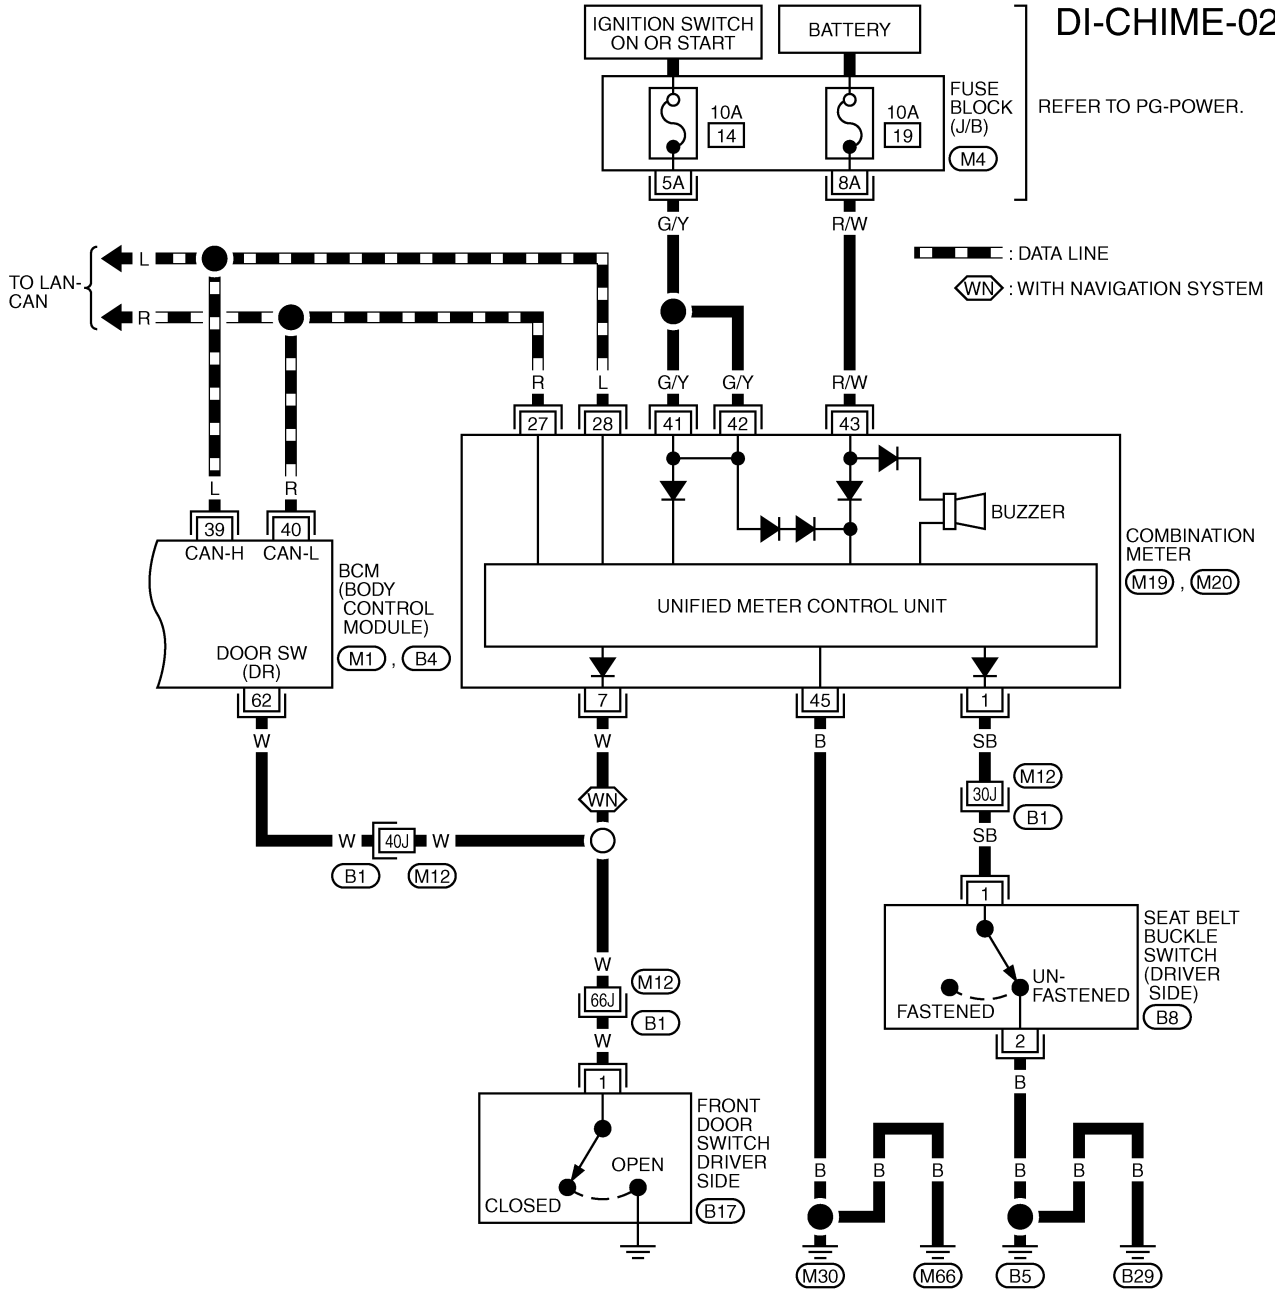 DI-CHIME-02
IGNITION SWITCH
ON OR START
BATTERY
FUSE
BLOCK
(J/B)
M4
REFER TO PG-POWER.
10A
14
10A
19
5A
8A
G/Y
R/W
: DATA LINE
WN : WITH NAVIGATION SYSTEM
TO LAN-
CAN
L
R
R
L
G/Y
G/Y
R/W
27
28
41
42
43
L
R
39
40
CAN-H
CAN-L
BUZZER
COMBINATION
METER
M19 , M20
BCM
(BODY
CONTROL
MODULE)
M1 , B4
UNIFIED METER CONTROL UNIT
DOOR SW
(DR)
62
7
45
1
W
W
B
SB
WN
M12
30J
B1
SB
W
40J
W
B1
M12
1
SEAT BELT
BUCKLE
SWITCH
(DRIVER
SIDE)
B8
UN-
FASTENED
FASTENED
W
M12
66J
B1
W
2
B
1
FRONT
DOOR
SWITCH
DRIVER
SIDE
B17
OPEN
CLOSED
B
B
B
B
B
B
M30
M66
B5
B29